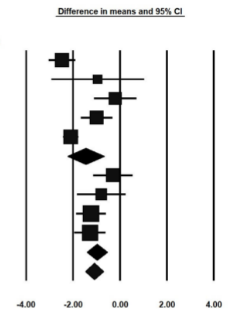 Difference in means and 95% CI
-4.00 -2.00 0.00 2.00 4.00